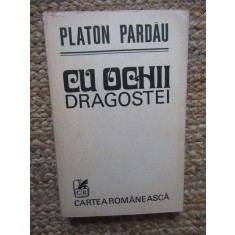 PLATON PARDĂU
CU OCHII
DRAGOSTEI
CARTEA ROMÂNEASCĂ